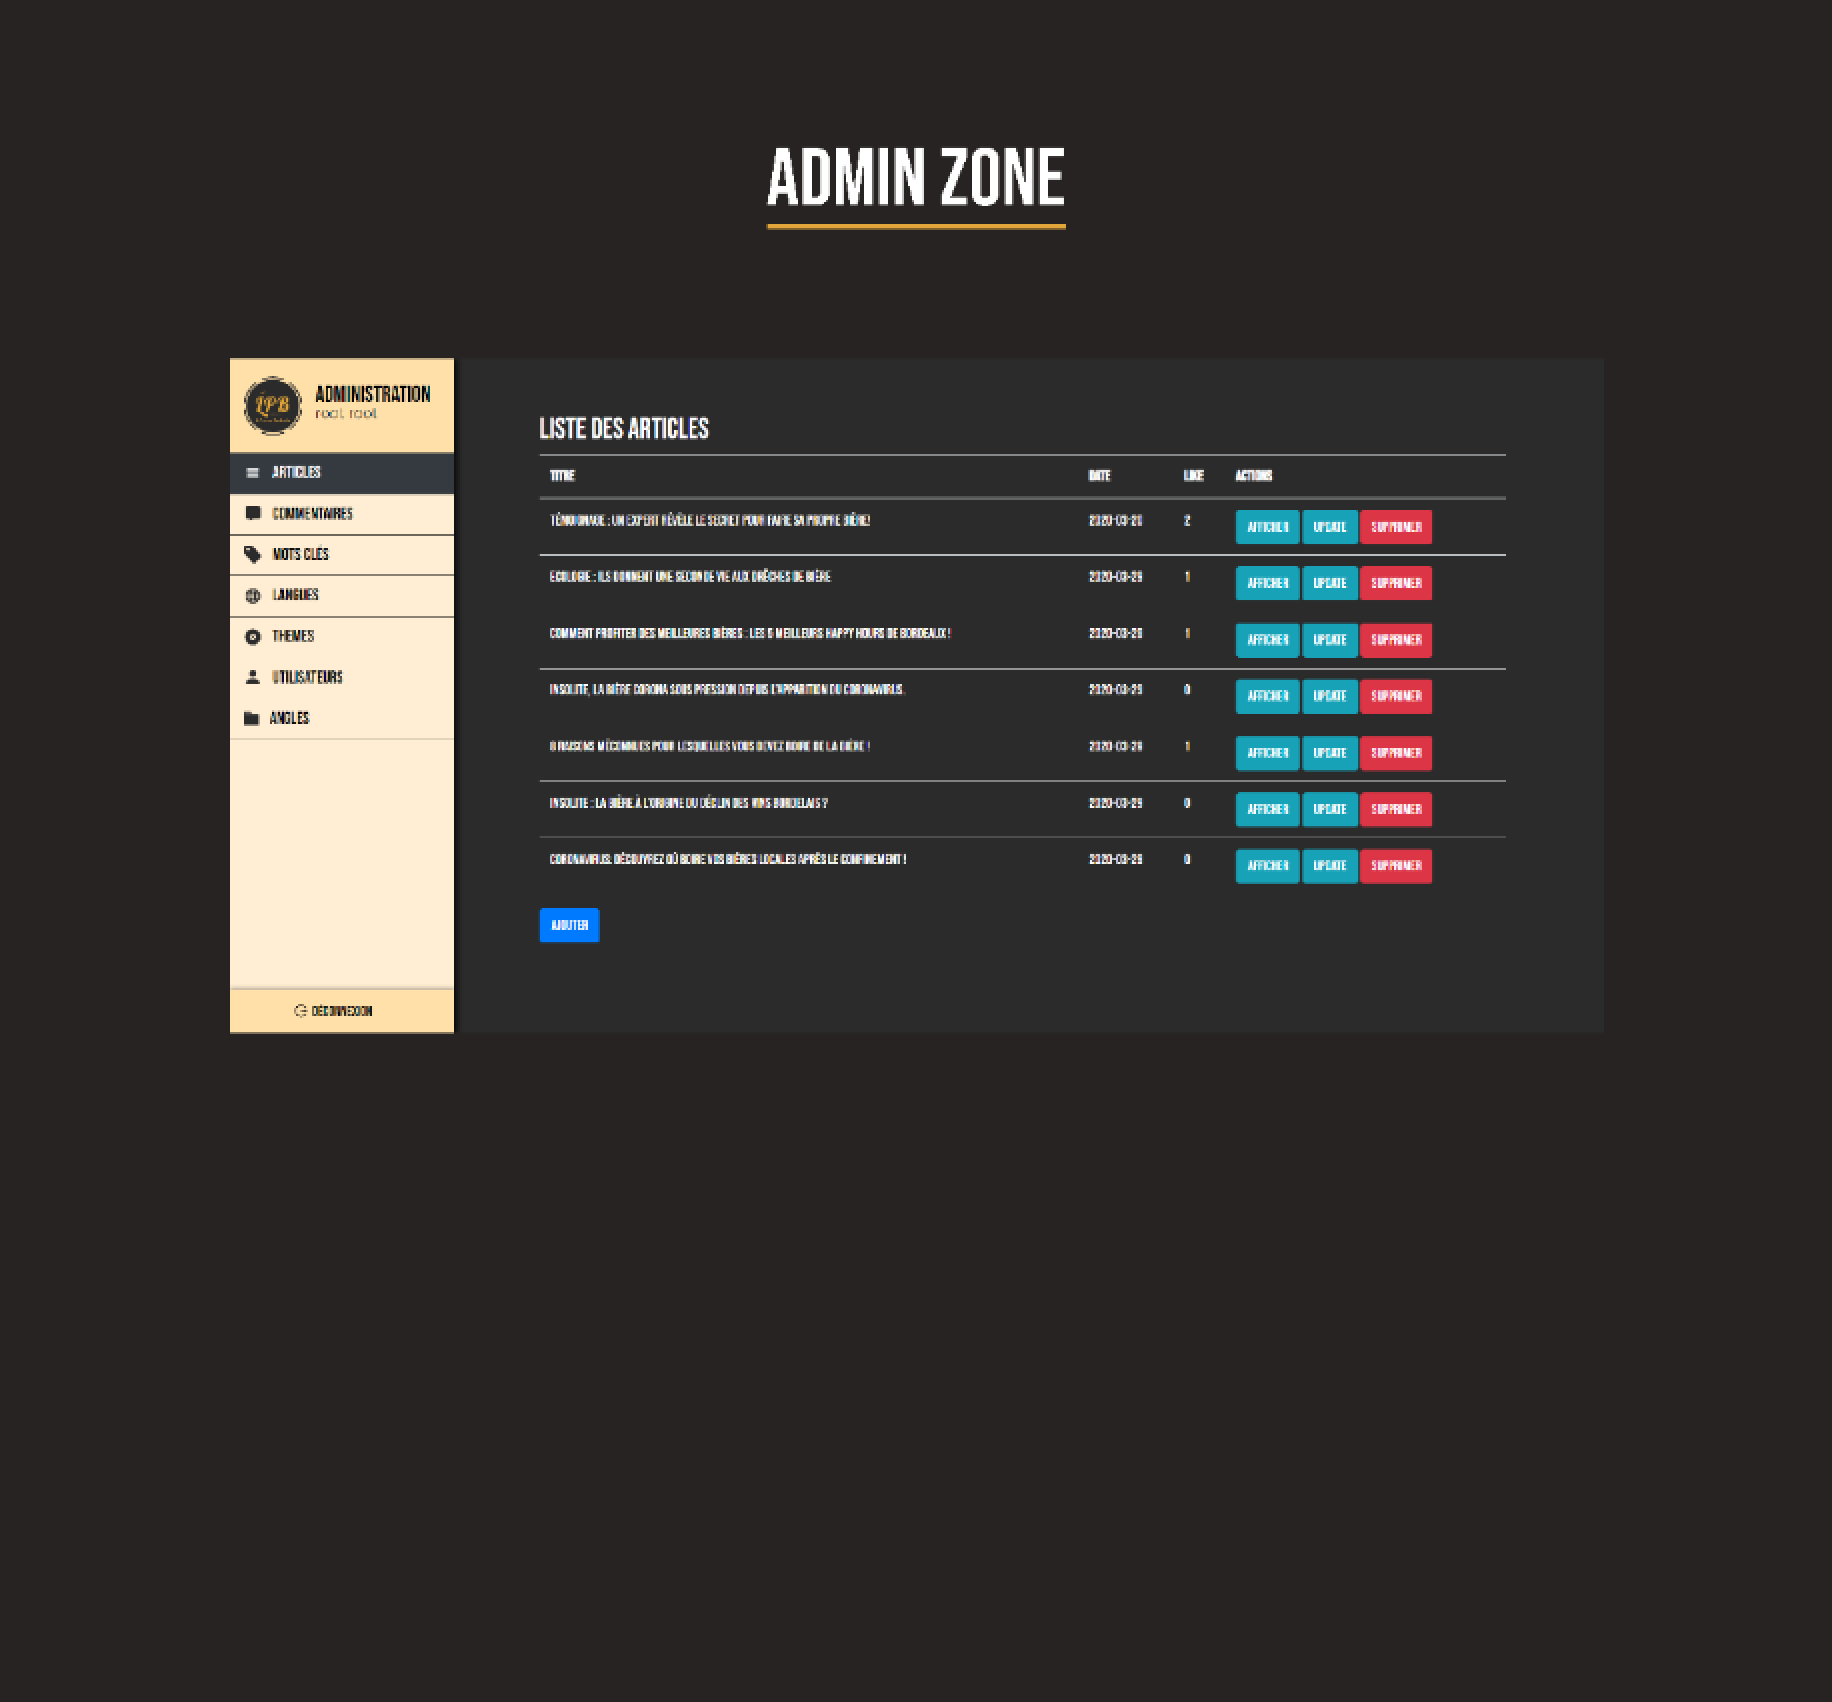 ADMIN ZONE
LPB
ADMINISTRATION
root root
ARTICLES
COMMENTAIRES
MOTS CLÉS
LANGUES
THEMES
UTILISATEURS
ANGLES
DÉCONNEXION
LISTE DES ARTICLES
TITRE DATE LIKE ACTIONS
TÉMOIGNAGE : UN EXPERT RÉVÈLE LE SECRET POUR FAIRE SA PROPRE BIÈRE! 2 AFFICHER UPDATE SUPPRIMER
ECOLOGIE : ILS DONNENT UNE SECONDE VIE AUX DRÊCHES DE BIÈRE 2020-03-29 1 AFFICHER UPDATE SUPPRIMER
COMMENT PROFITER DES MEILLEURES BIÈRES : LES MEILLEURS HAPPY HOURS DE BORDEAUX ! 2020-03-29 1 AFFICHER UPDATE SUPPRIMER
INSOLITE, LA BIÈRE CORONA SOUS PRESSION DEPUIS L'APPARITION DU CORONAVIRUS. 2020-03-29 0 AFFICHER UPDATE SUPPRIMER
RAISONS MÉCONNUES POUR LESQUELLES VOUS DEVEZ BOIRE DE LA BIÈRE ! 2020-03-29 1 AFFICHER UPDATE SUPPRIMER
INSOLITE : LA BIÈRE À L'ORIGINE DU DÉCLIN DES VINS BORDELAIS ? 2020-03-29 0 AFFICHER UPDATE SUPPRIMER
CORONAVIRUS: DÉCOUVREZ OÙ BOIRE VOS BIÈRES LOCALES APRÈS LE CONFINEMENT ! 2020-03-29 0 AFFICHER UPDATE SUPPRIMER
AJOUTER